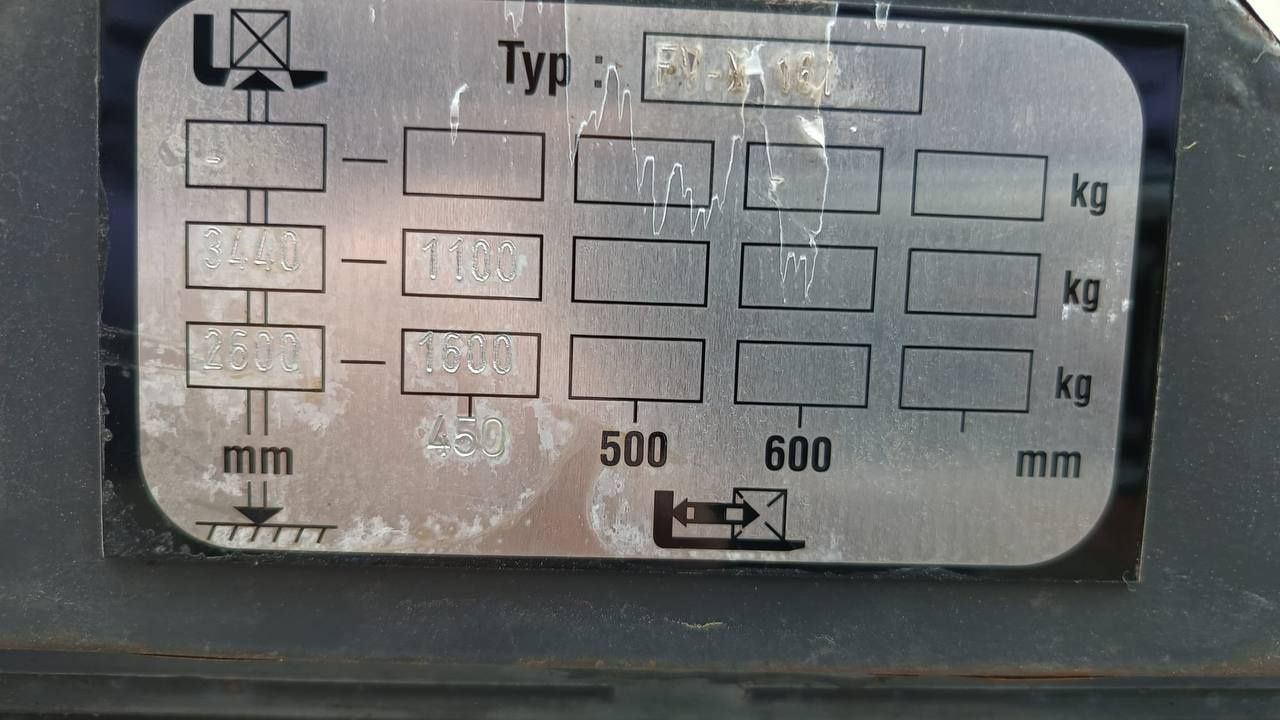 Typ :
kg
3440 — 1100 kg
2600 — 1600 kg
mm 450 500 600 mm